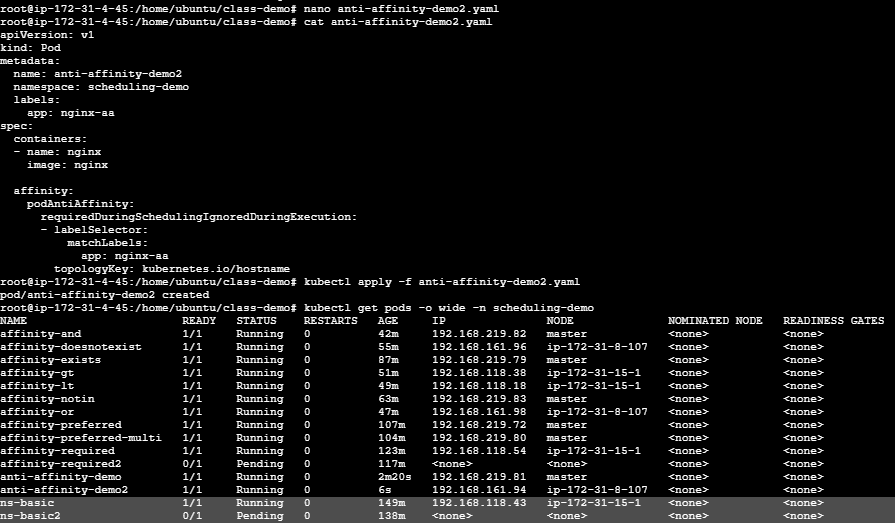 root@ip-172-31-4-45:/home/ubuntu/class-demo# nano anti-affinity-demo2.yaml
root@ip-172-31-4-45:/home/ubuntu/class-demo# cat anti-affinity-demo2.yaml
apiVersion: v1
kind: Pod
metadata:
  name: anti-affinity-demo2
  namespace: scheduling-demo
  labels:
    app: nginx-aa
spec:
  containers:
  - name: nginx
    image: nginx

  affinity:
    podAntiAffinity:
      requiredDuringSchedulingIgnoredDuringExecution:
      - labelSelector:
          matchLabels:
            app: nginx-aa
        topologyKey: kubernetes.io/hostname
root@ip-172-31-4-45:/home/ubuntu/class-demo# kubectl apply -f anti-affinity-demo2.yaml
pod/anti-affinity-demo2 created
root@ip-172-31-4-45:/home/ubuntu/class-demo# kubectl get pods -o wide -n scheduling-demo
NAME                       READY   STATUS    RESTARTS   AGE     IP               NODE              NOMINATED NODE   READINESS GATES
affinity-and               1/1     Running   0          42m     192.168.219.82   master            <none>           <none>
affinity-doesnotexist      1/1     Running   0          55m     192.168.161.96   ip-172-31-8-107   <none>           <none>
affinity-exists            1/1     Running   0          87m     192.168.219.79   master            <none>           <none>
affinity-gt                1/1     Running   0          51m     192.168.118.38   ip-172-31-15-1    <none>           <none>
affinity-lt                1/1     Running   0          49m     192.168.118.18   ip-172-31-15-1    <none>           <none>
affinity-notin             1/1     Running   0          63m     192.168.219.83   master            <none>           <none>
affinity-or                1/1     Running   0          47m     192.168.161.98   ip-172-31-8-107   <none>           <none>
affinity-preferred         1/1     Running   0          107m    192.168.219.72   master            <none>           <none>
affinity-preferred-multi   1/1     Running   0          104m    192.168.219.80   master            <none>           <none>
affinity-required          1/1     Running   0          123m    192.168.118.54   ip-172-31-15-1    <none>           <none>
affinity-required2         0/1     Pending   0          117m    <none>           <none>            <none>           <none>
anti-affinity-demo         1/1     Running   0          2m20s   192.168.219.81   master            <none>           <none>
anti-affinity-demo2        1/1     Running   0          6s      192.168.161.94   ip-172-31-8-107   <none>           <none>
ns-basic                   1/1     Running   0          149m    192.168.118.43   ip-172-31-15-1    <none>           <none>
ns-basic2                  0/1     Pending   0          138m    <none>           <none>            <none>           <none>